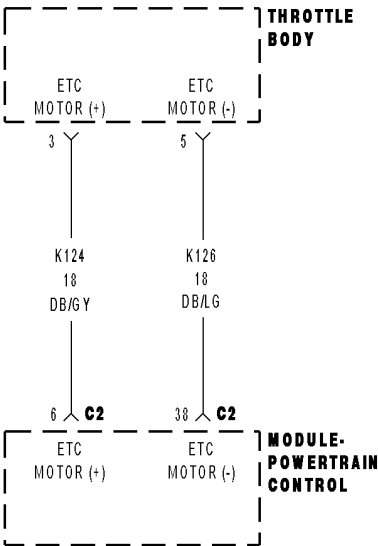 THROTTLE
BODY
ETC
MOTOR (+)
ETC
MOTOR (-)
3
5
K124
18
DB/GY
K126
18
DB/LG
6
C2
38
C2
ETC
MOTOR (+)
ETC
MOTOR (-)
MODULE-
POWERTRAIN
CONTROL